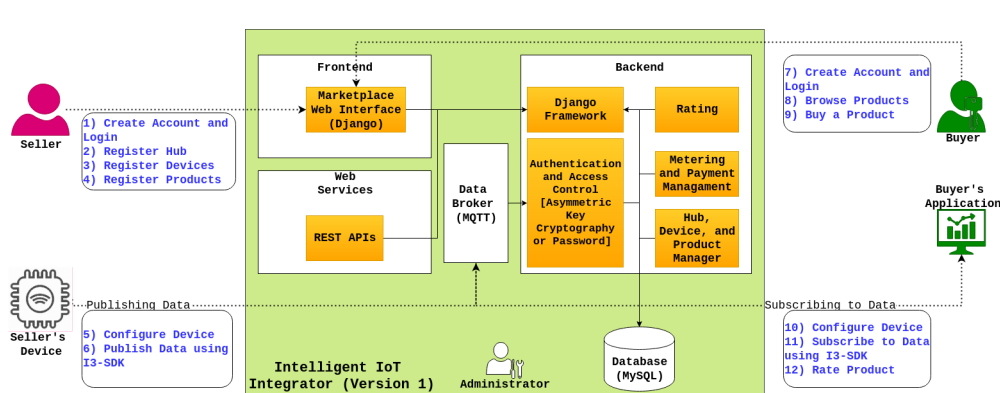 Frontend
Marketplace
Web Interface
(Django)
Backend
Django
Framework
Rating
Authentication
and Access
Control
[Asymmetric
Key
Cryptography
or Password]
Metering
and Payment
Managament
Hub,
Device, and
Product
Manager
Web
Services
REST APIs
Data
Broker
(MQTT)
Seller
1) Create Account and
Login
2) Register Hub
3) Register Devices
4) Register Products
7) Create Account and
Login
8) Browse Products
9) Buy a Product
Buyer
Buyer's
Application
Publishing Data
Subscribing to Data
Seller's
Device
5) Configure Device
6) Publish Data using
I3-SDK
Intelligent IoT
Integrator (Version 1)
Administrator
Database
(MySQL)
10) Configure Device
11) Subscribe to Data
using I3-SDK
12) Rate Product